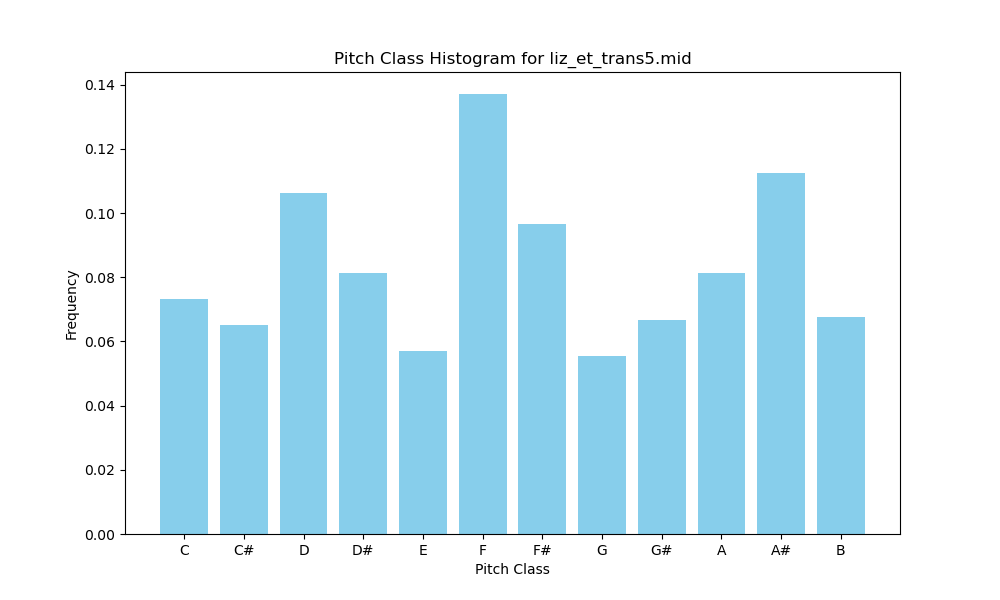 Pitch Class Histogram for liz_et_trans5.mid
0.14
0.12
0.10
0.08
0.06
0.04
0.02
0.00
Frequency
C C# D D# E F F# G G# A A# B
Pitch Class